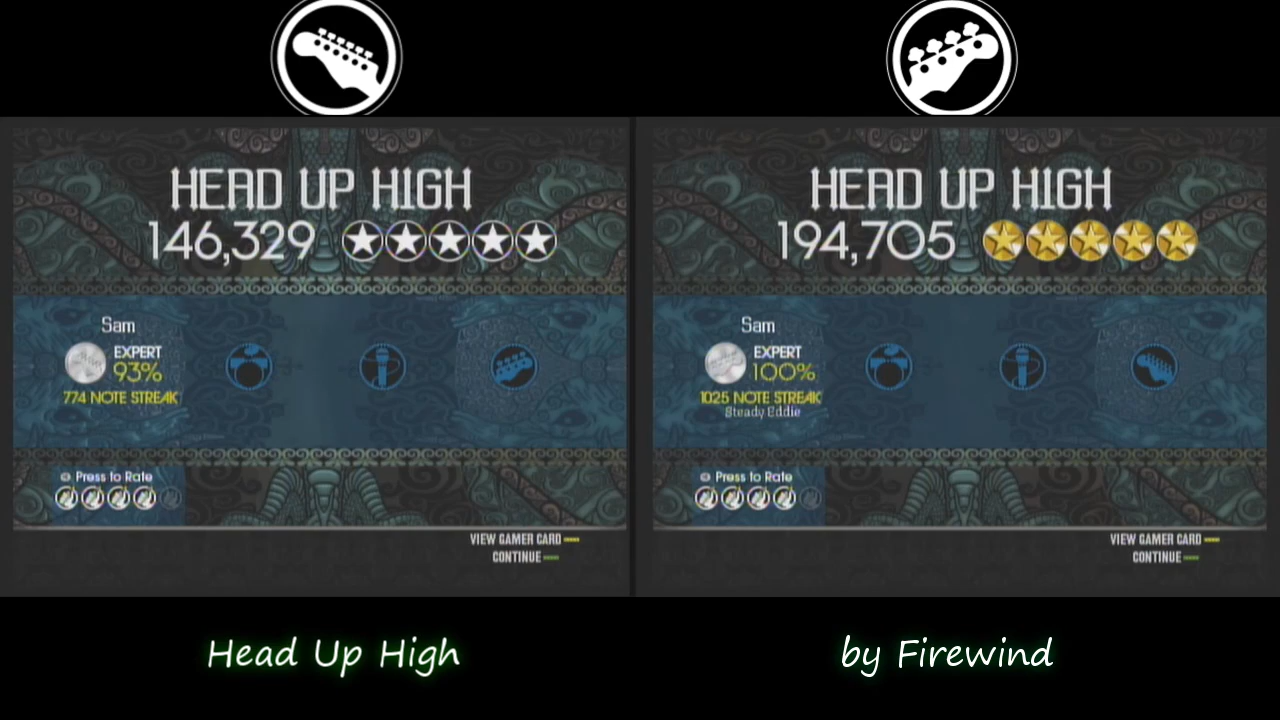 HEAD UP HIGH
146,329
Sam
EXPERT
93%
774 NOTE STREAK
Press to Rate
VIEW GAMER CARD
CONTINUE
HEAD UP HIGH
194,705
Sam
EXPERT
100%
1025 NOTE STREAK
Steady Eddie
Press to Rate
VIEW GAMER CARD
CONTINUE
Head Up High
by Firewind